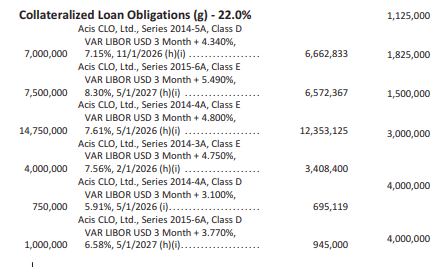 Collateralized Loan Obligations (g) - 22.0%
Acis CLO, Ltd., Series 2014-5A, Class D
VAR LIBOR USD 3 Month + 4.340%,
7,000,000 7.15%, 11/1/2026 (h)(i) .................. 6,662,833
Acis CLO, Ltd., Series 2015-6A, Class E
VAR LIBOR USD 3 Month + 5.490%,
7,500,000 8.30%, 5/1/2027 (h)(i) ................... 6,572,367
Acis CLO, Ltd., Series 2014-4A, Class E
VAR LIBOR USD 3 Month + 4.800%,
14,750,000 7.61%, 5/1/2026 (h)(i) ................... 12,353,125
Acis CLO, Ltd., Series 2014-3A, Class E
VAR LIBOR USD 3 Month + 4.750%,
4,000,000 7.56%, 2/1/2026 (h)(i) ................... 3,408,400
Acis CLO, Ltd., Series 2014-4A, Class D
VAR LIBOR USD 3 Month + 3.100%,
750,000 5.91%, 5/1/2026 (i)....................... 695,119
Acis CLO, Ltd., Series 2015-6A, Class D
VAR LIBOR USD 3 Month + 3.770%,
1,000,000 6.58%, 5/1/2027 (h)(i)................... 945,000
1,125,000
1,825,000
1,500,000
3,000,000
4,000,000
4,000,000